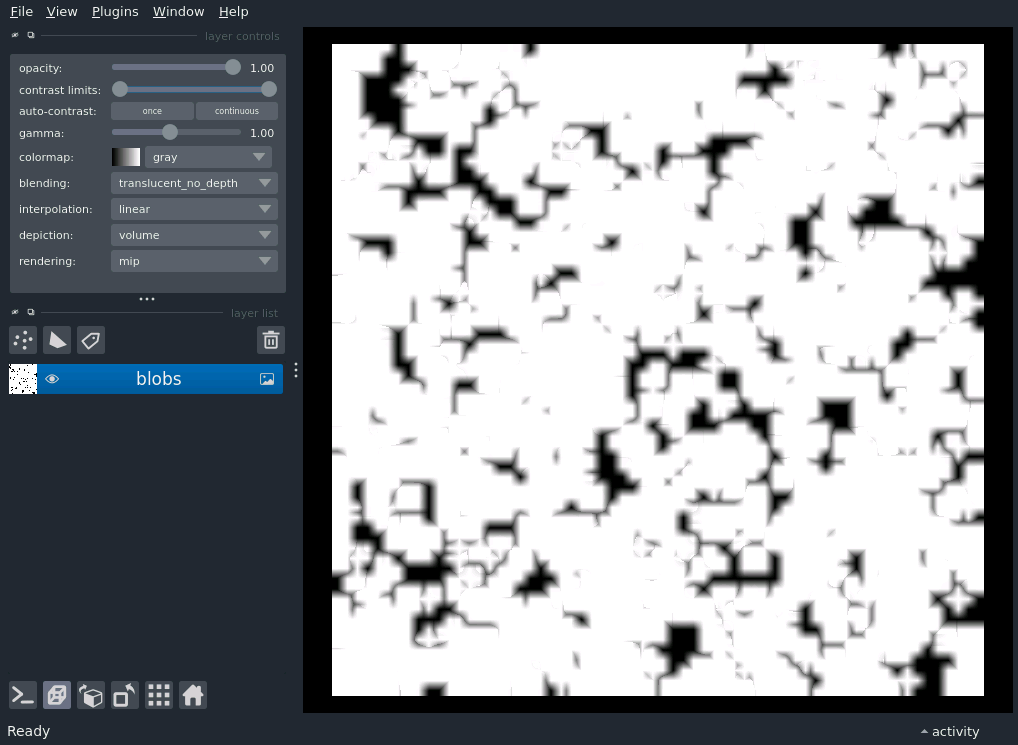 File View Plugins Window Help
layer controls
opacity: 1.00
contrast limits:
auto-contrast: once continuous
gamma: 1.00
colormap: gray
blending: translucent_no_depth
interpolation: linear
depiction: volume
rendering: mip
layer list
blobs
Ready
activity